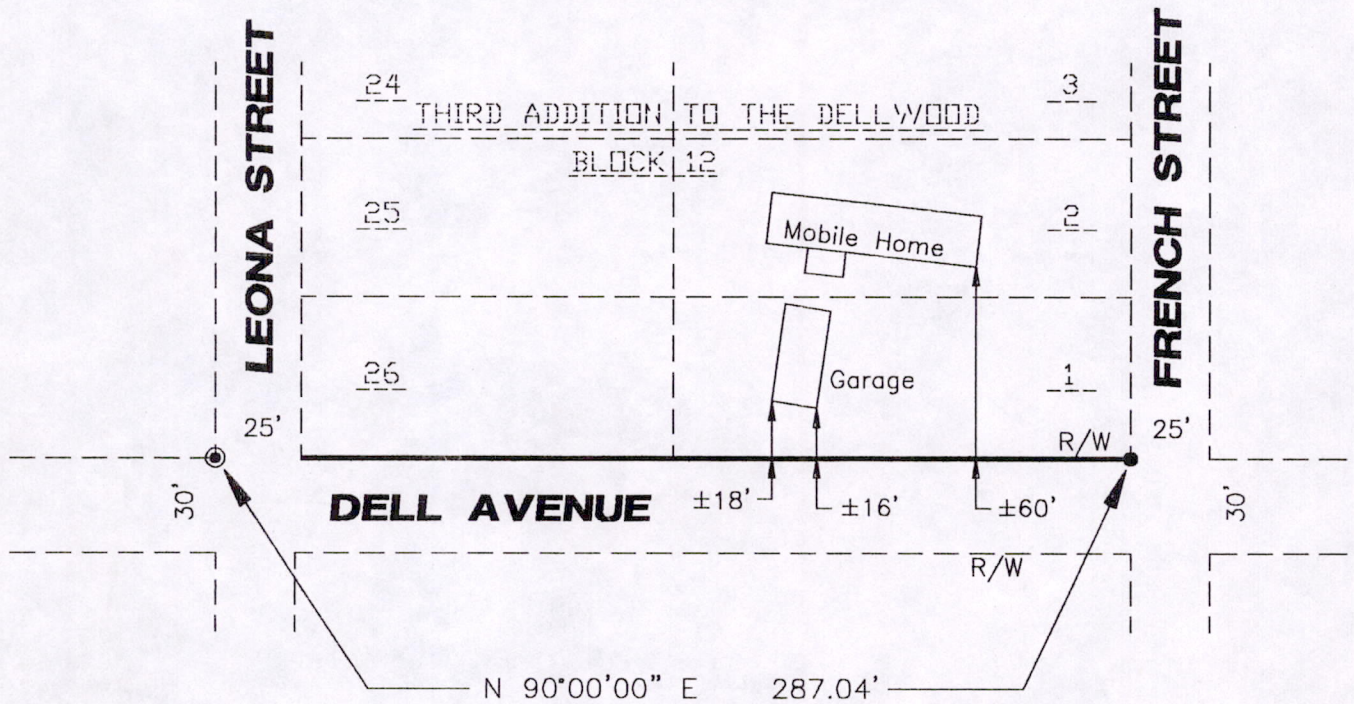 LEONA STREET
FRENCH STREET
24
3
THIRD ADDITION TO THE DELLWOOD
BLOCK 12
25
2
Mobile Home
26
Garage
1
25'
R/W
25'
30'
DELL AVENUE
±18'
±16'
±60'
30'
R/W
N 90°00'00" E 287.04'